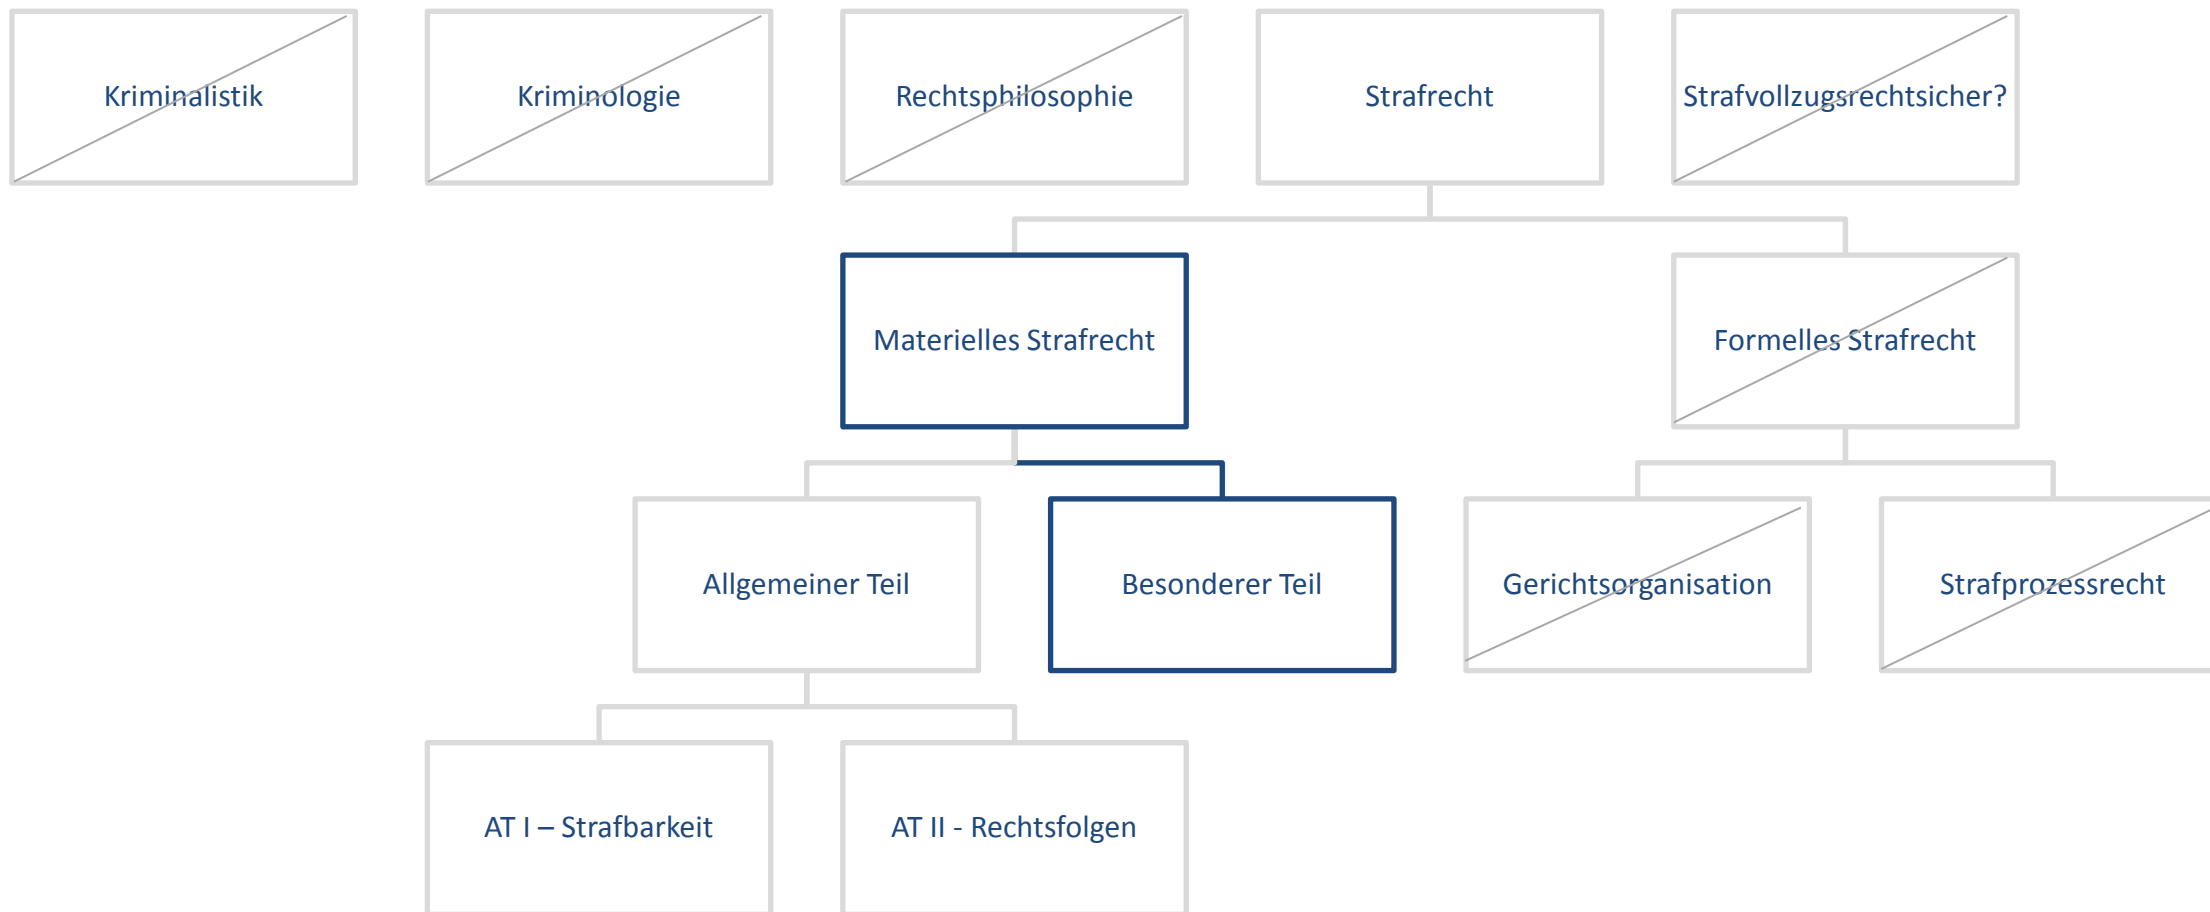 Kriminalistik
Kriminologie
Rechtsphilosophie
Strafrecht
Strafvollzugsrechtsicher?
Materielles Strafrecht
Formelles Strafrecht
Allgemeiner Teil
Besonderer Teil
Gerichtsorganisation
Strafprozessrecht
AT I – Strafbarkeit
AT II - Rechtsfolgen